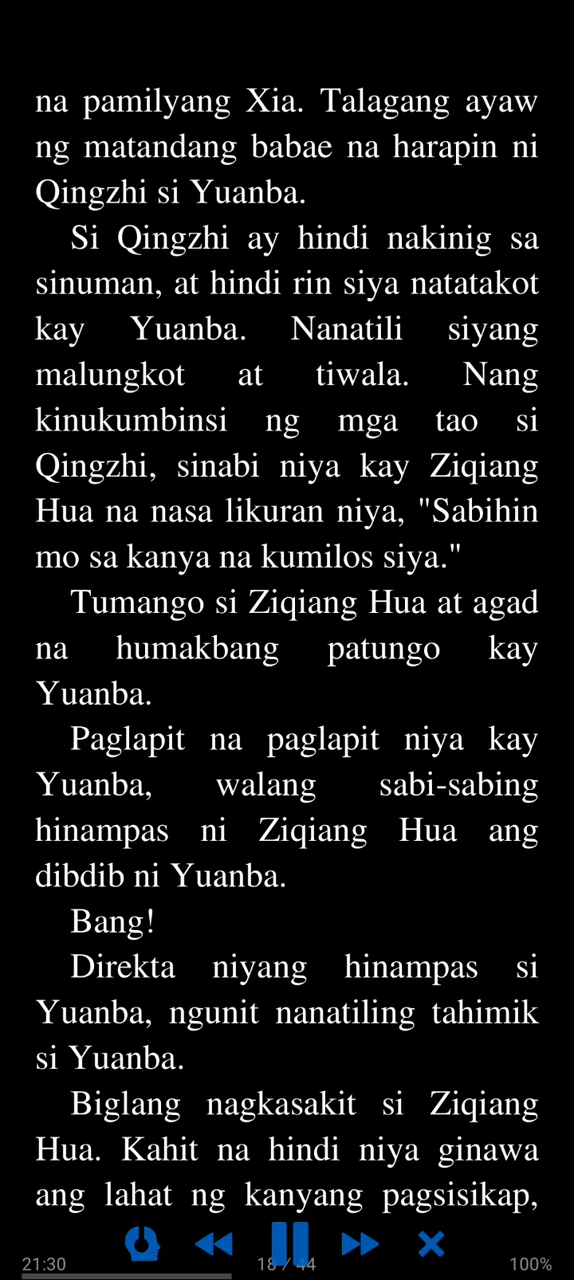 na pamilyang Xia. Talagang ayaw
ng matandang babae na harapin ni
Qingzhi si Yuanba.
Si Qingzhi ay hindi nakinig sa
sinuman, at hindi rin siya natatakot
kay Yuanba. Nanatili siyang
malungkot at tiwala. Nang
kinukumbinsi ng mga tao si
Qingzhi, sinabi niya kay Ziqiang
Hua na nasa likuran niya, "Sabihin
mo sa kanya na kumilos siya."
Tumango si Ziqiang Hua at agad
na humakbang patungo kay
Yuanba.
Paglapit na paglapit niya kay
Yuanba, walang sabi-sabing
hinampas ni Ziqiang Hua ang
dibdib ni Yuanba.
Bang!
Direkta niyang hinampas si
Yuanba, ngunit nanatiling tahimik
si Yuanba.
Biglang nagkasakit si Ziqiang
Hua. Kahit na hindi niya ginawa
ang lahat ng kanyang pagsisikap,
21:30 18 / 44 100%